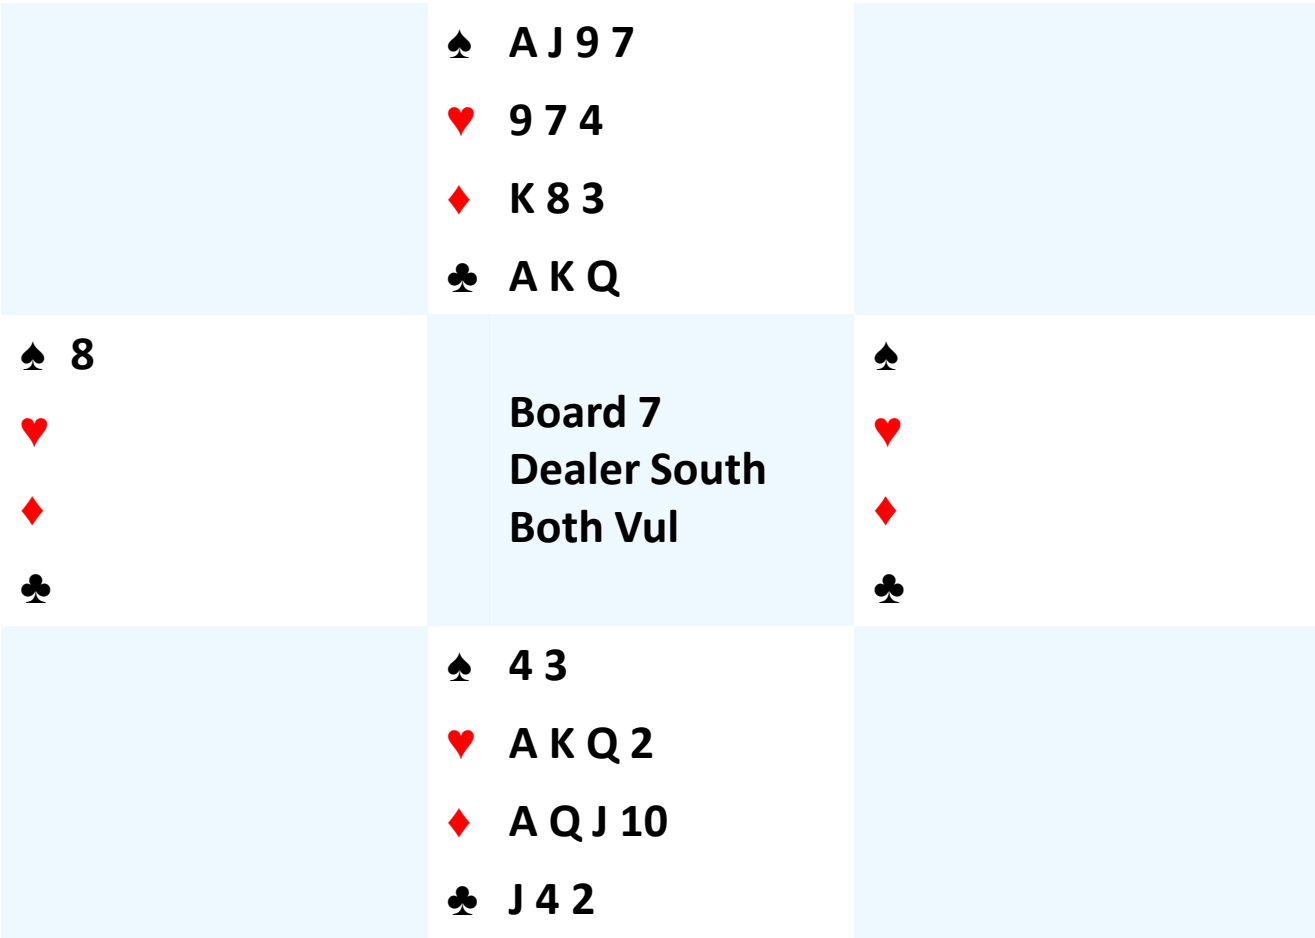 ♠ A J 9 7
♥ 9 7 4
♦ K 8 3
♣ A K Q
♠ 8
♥
♦
♣
Board 7
Dealer South
Both Vul
♠
♥
♦
♣
♠ 4 3
♥ A K Q 2
♦ A Q J 10
♣ J 4 2